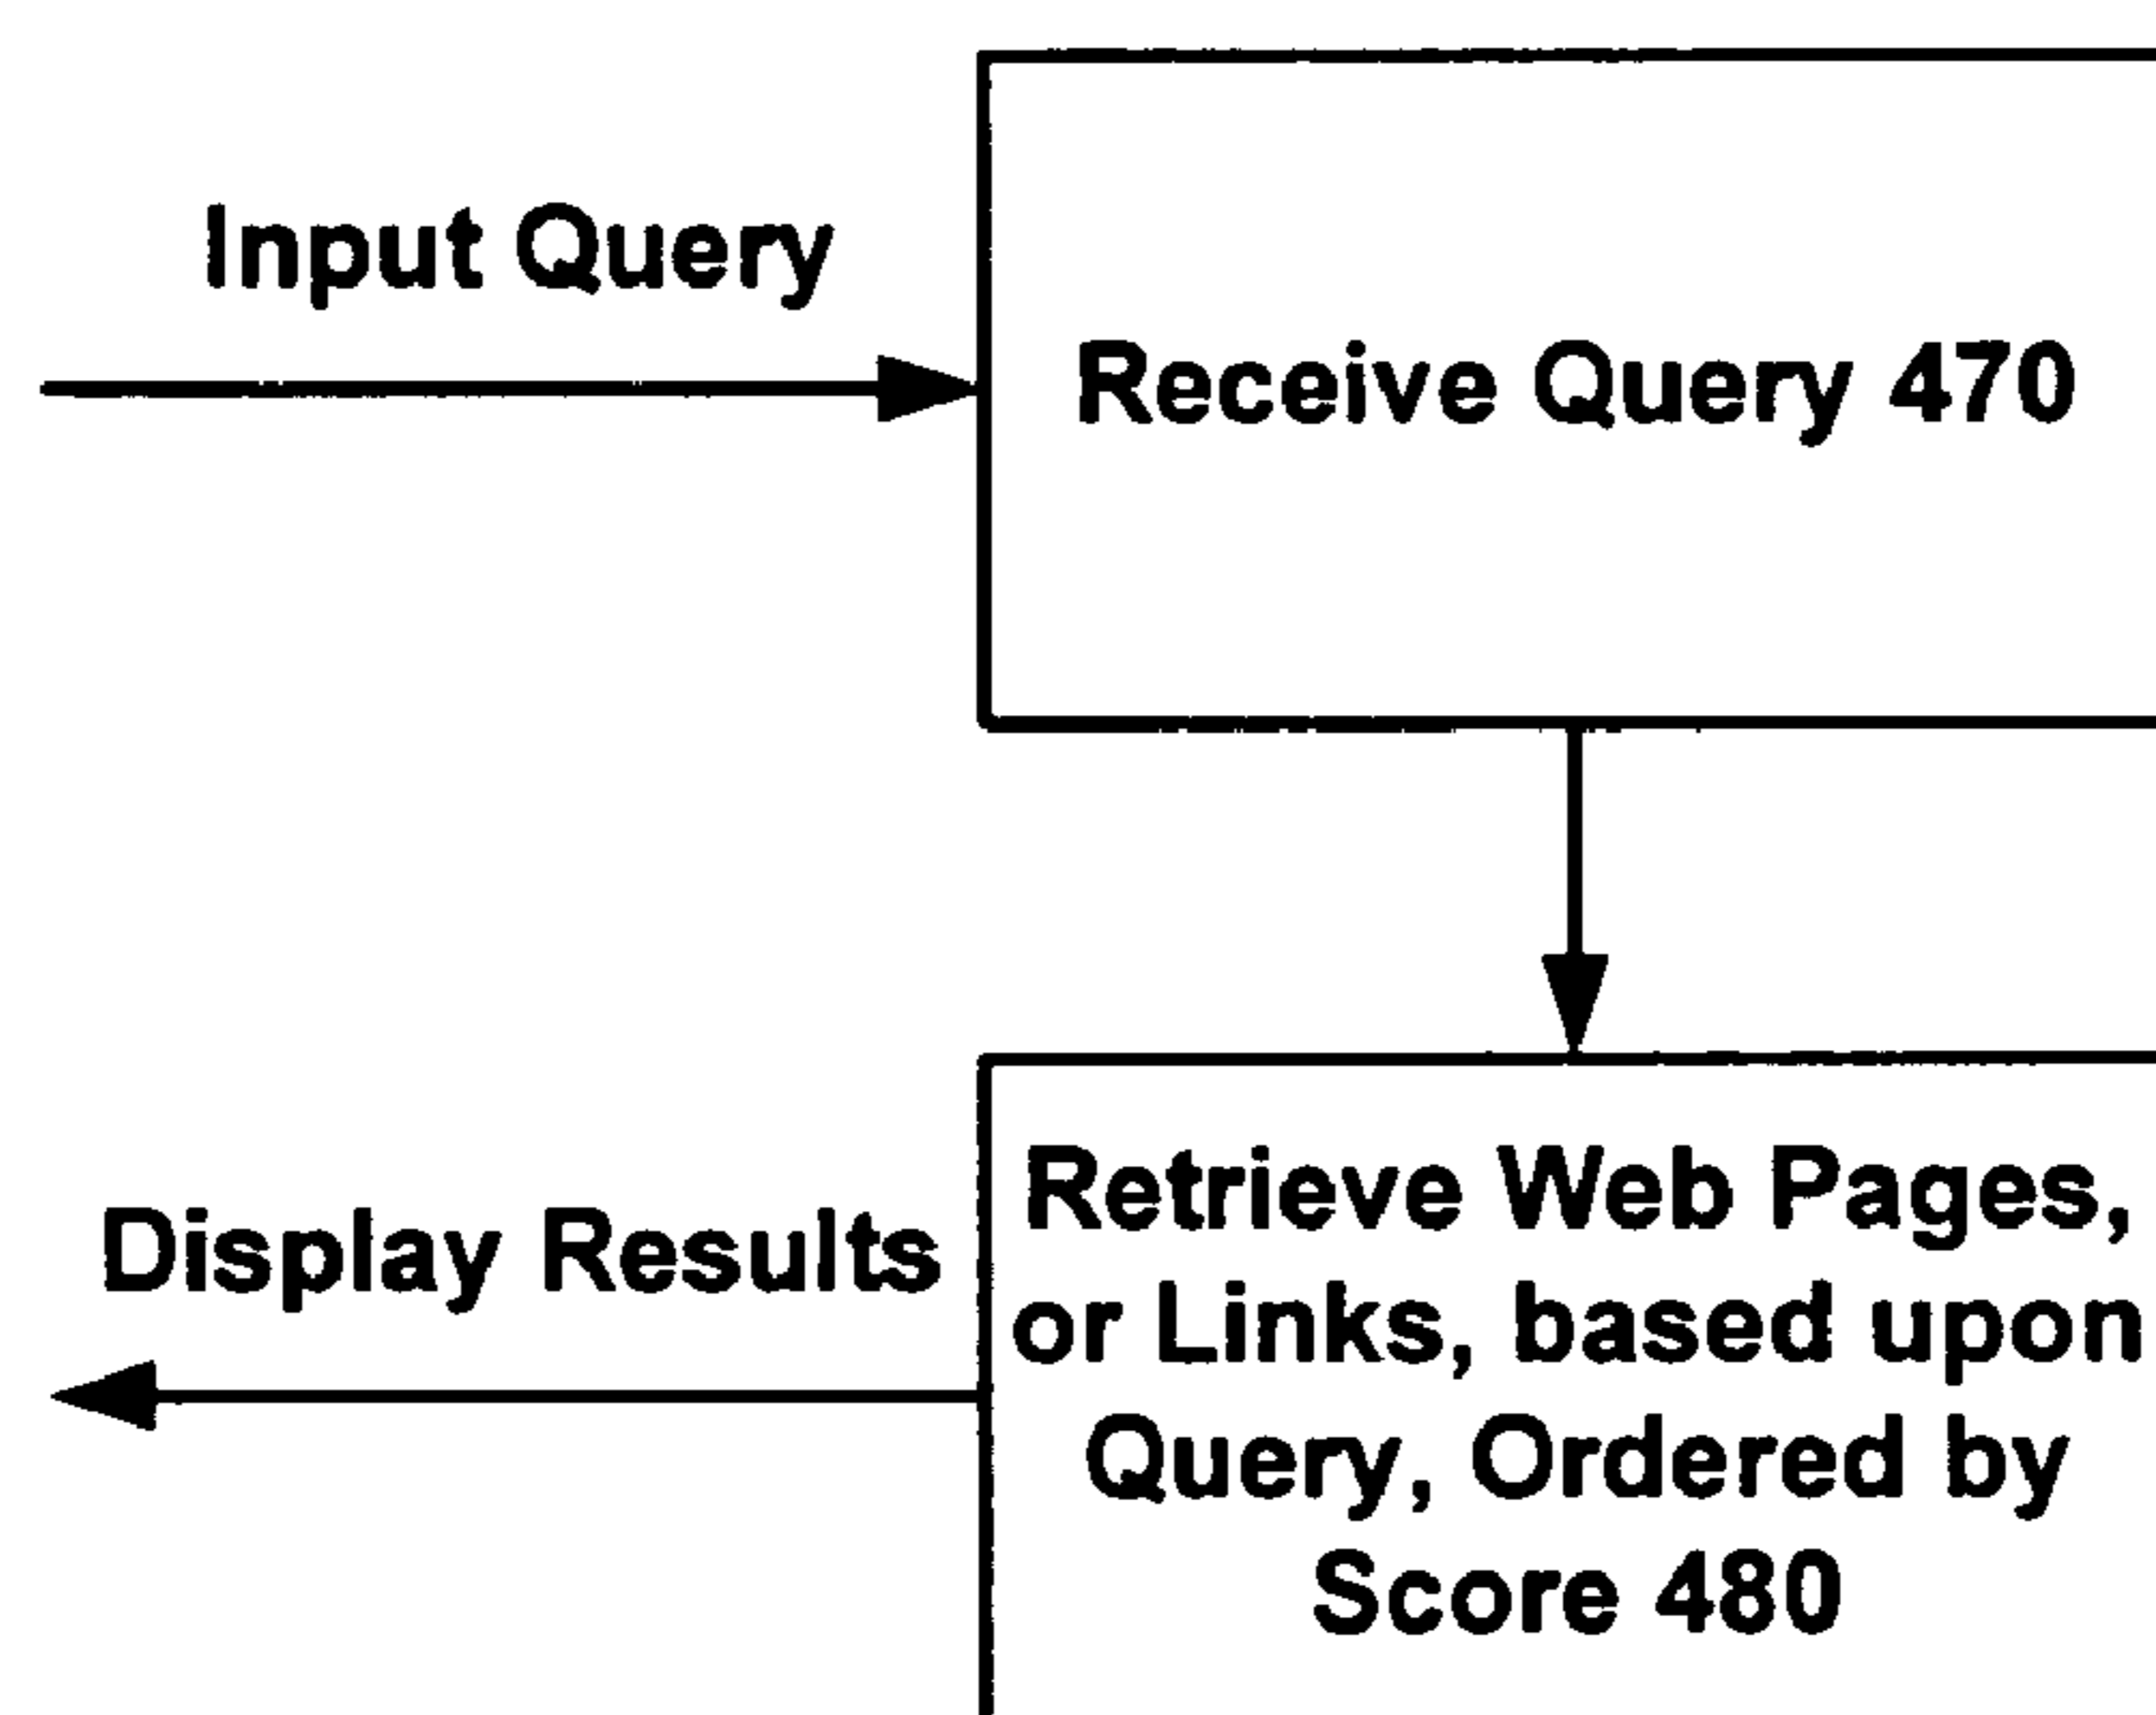 Input Query
Receive Query 470
Display Results
Retrieve Web Pages,
or Links, based upon
Query, Ordered by
Score 480